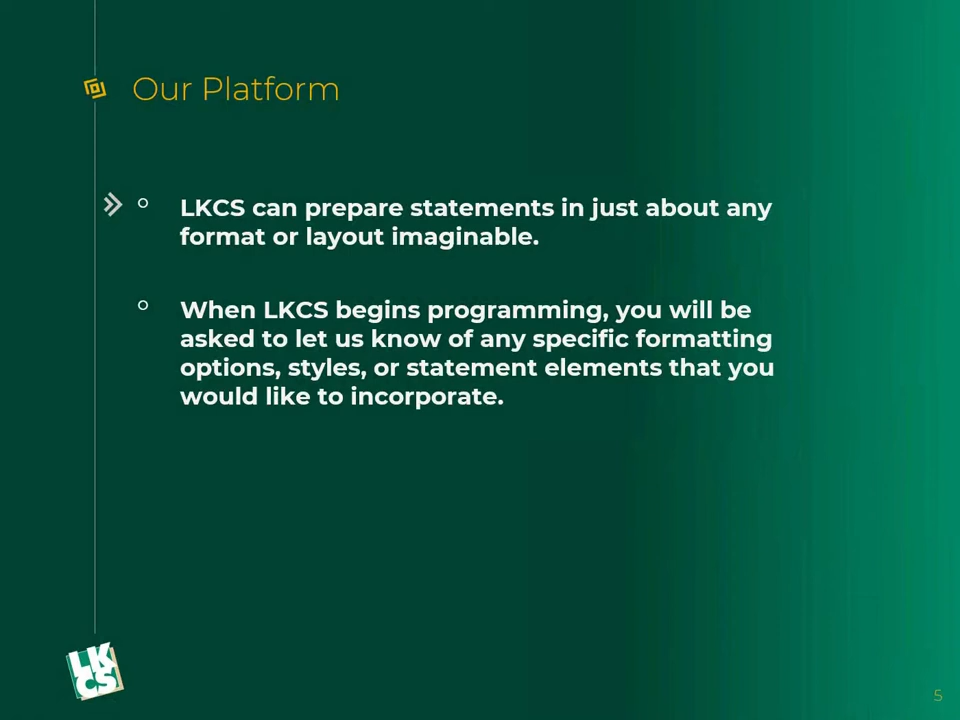 Our Platform
LKCS can prepare statements in just about any
format or layout imaginable.
When LKCS begins programming, you will be
asked to let us know of any specific formatting
options, styles, or statement elements that you
would like to incorporate.
LK
CS
5